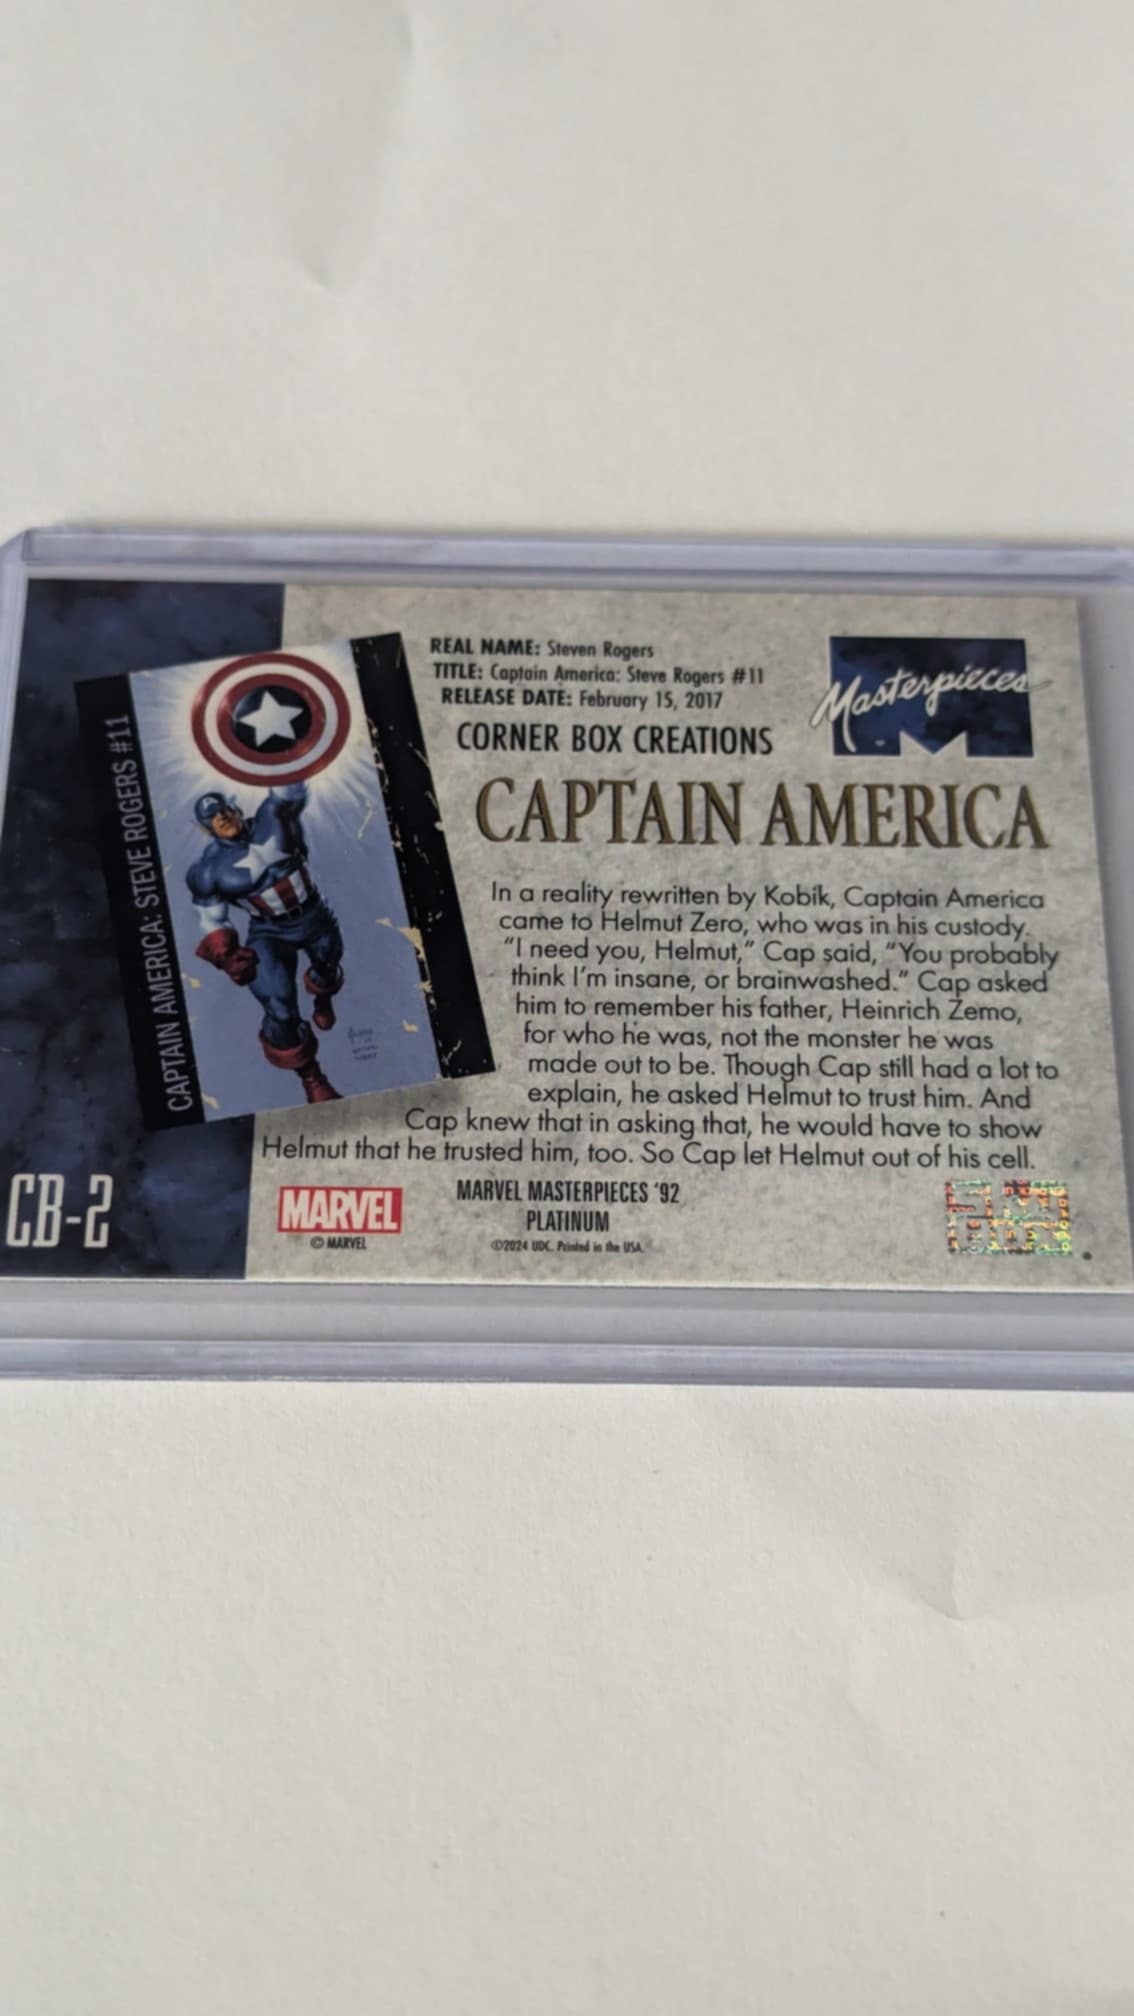 REAL NAME: Steven Rogers
TITLE: Captain America: Steve Rogers #11
RELEASE DATE: February 15, 2017
CORNER BOX CREATIONS
Masterpieces
CAPTAIN AMERICA
CAPTAIN AMERICA: STEVE ROGERS #11
In a reality rewritten by Kobik, Captain America
came to Helmut Zero, who was in his custody.
“I need you, Helmut,” Cap said, “You probably
think I’m insane, or brainwashed.” Cap asked
him to remember his father, Heinrich Zemo,
for who he was, not the monster he was
made out to be. Though Cap still had a lot to
explain, he asked Helmut to trust him. And
Cap knew that in asking that, he would have to show
Helmut that he trusted him, too. So Cap let Helmut out of his cell.
CB-2
MARVEL
© MARVEL
MARVEL MASTERPIECES ’92
PLATINUM
©2024 UDC. Printed in the USA.